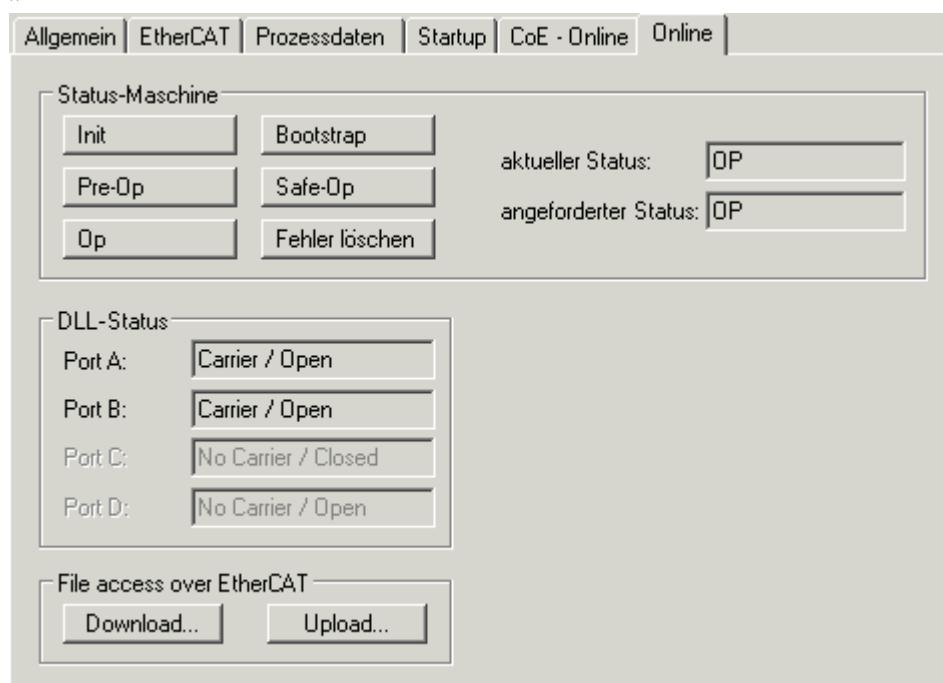 Allgemein EtherCAT Prozessdaten Startup CoE - Online Online
Status-Maschine
Init Bootstrap
aktueller Status: OP
Pre-Op Safe-Op
angeforderter Status: OP
Op Fehler löschen
DLL-Status
Port A: Carrier / Open
Port B: Carrier / Open
Port C: No Carrier / Closed
Port D: No Carrier / Open
File access over EtherCAT
Download... Upload...